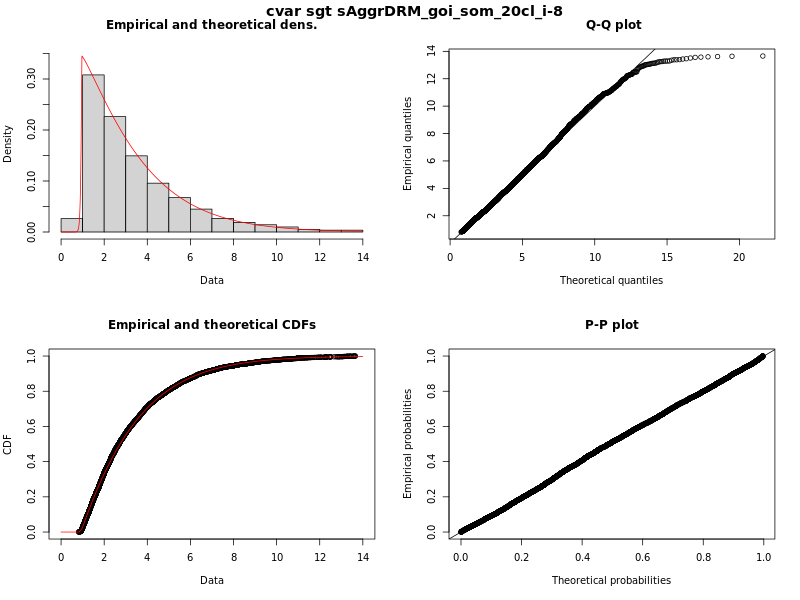 cvar sgt sAggrDRM_goi_som_20cl_i-8
Empirical and theoretical dens.
Density
0.00 0.10 0.20 0.30
0 2 4 6 8 10 12 14
Data
Q-Q plot
Empirical quantiles
2 4 6 8 10 12 14
0 5 10 15 20
Theoretical quantiles
Empirical and theoretical CDFs
CDF
0.0 0.2 0.4 0.6 0.8 1.0
0 2 4 6 8 10 12 14
Data
P-P plot
Empirical probabilities
0.0 0.2 0.4 0.6 0.8 1.0
0.0 0.2 0.4 0.6 0.8 1.0
Theoretical probabilities